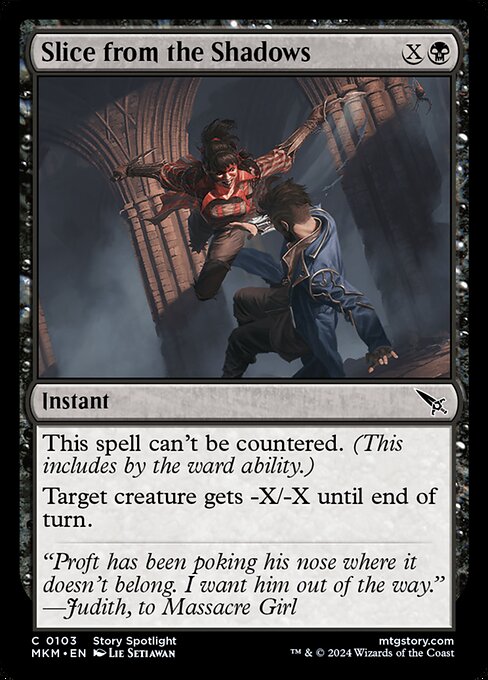 Slice from the Shadows X
Instant
This spell can't be countered. (This
includes by the ward ability.)
Target creature gets -X/-X until end of
turn.
“Proft has been poking his nose where it
doesn't belong. I want him out of the way.”
—Judith, to Massacre Girl
C 0103 Story Spotlight mtgstory.com
MKM • EN Lie Setiawan ™ & © 2024 Wizards of the Coast